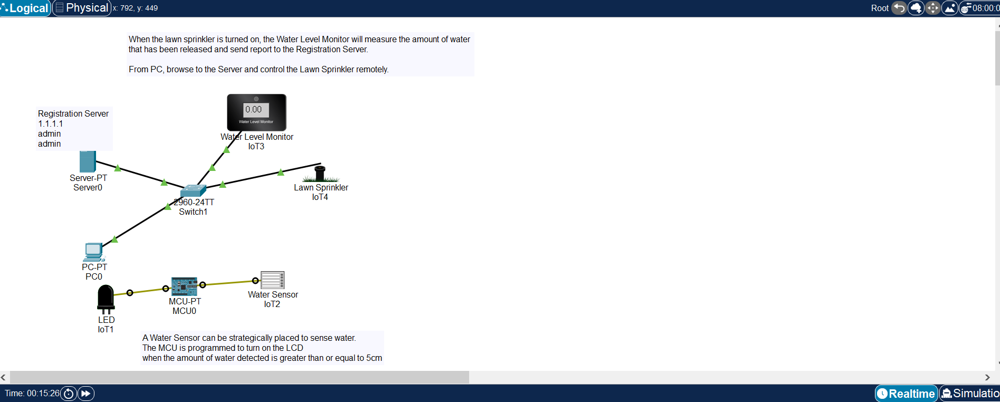 Logical Physical x: 792, y: 449 Root 08:00:0
When the lawn sprinkler is turned on, the Water Level Monitor will measure the amount of water
that has been released and send report to the Registration Server.
From PC, browse to the Server and control the Lawn Sprinkler remotely.
Registration Server
1.1.1.1
admin
admin
0.00
Water Level Monitor
Water Level Monitor
IoT3
Server-PT
Server0
Lawn Sprinkler
IoT4
2960-24TT
Switch1
PC-PT
PC0
Water Sensor
IoT2
MCU-PT
MCU0
LED
IoT1
A Water Sensor can be strategically placed to sense water.
The MCU is programmed to turn on the LCD
when the amount of water detected is greater than or equal to 5cm
Time: 00:15:26 Realtime Simulatio